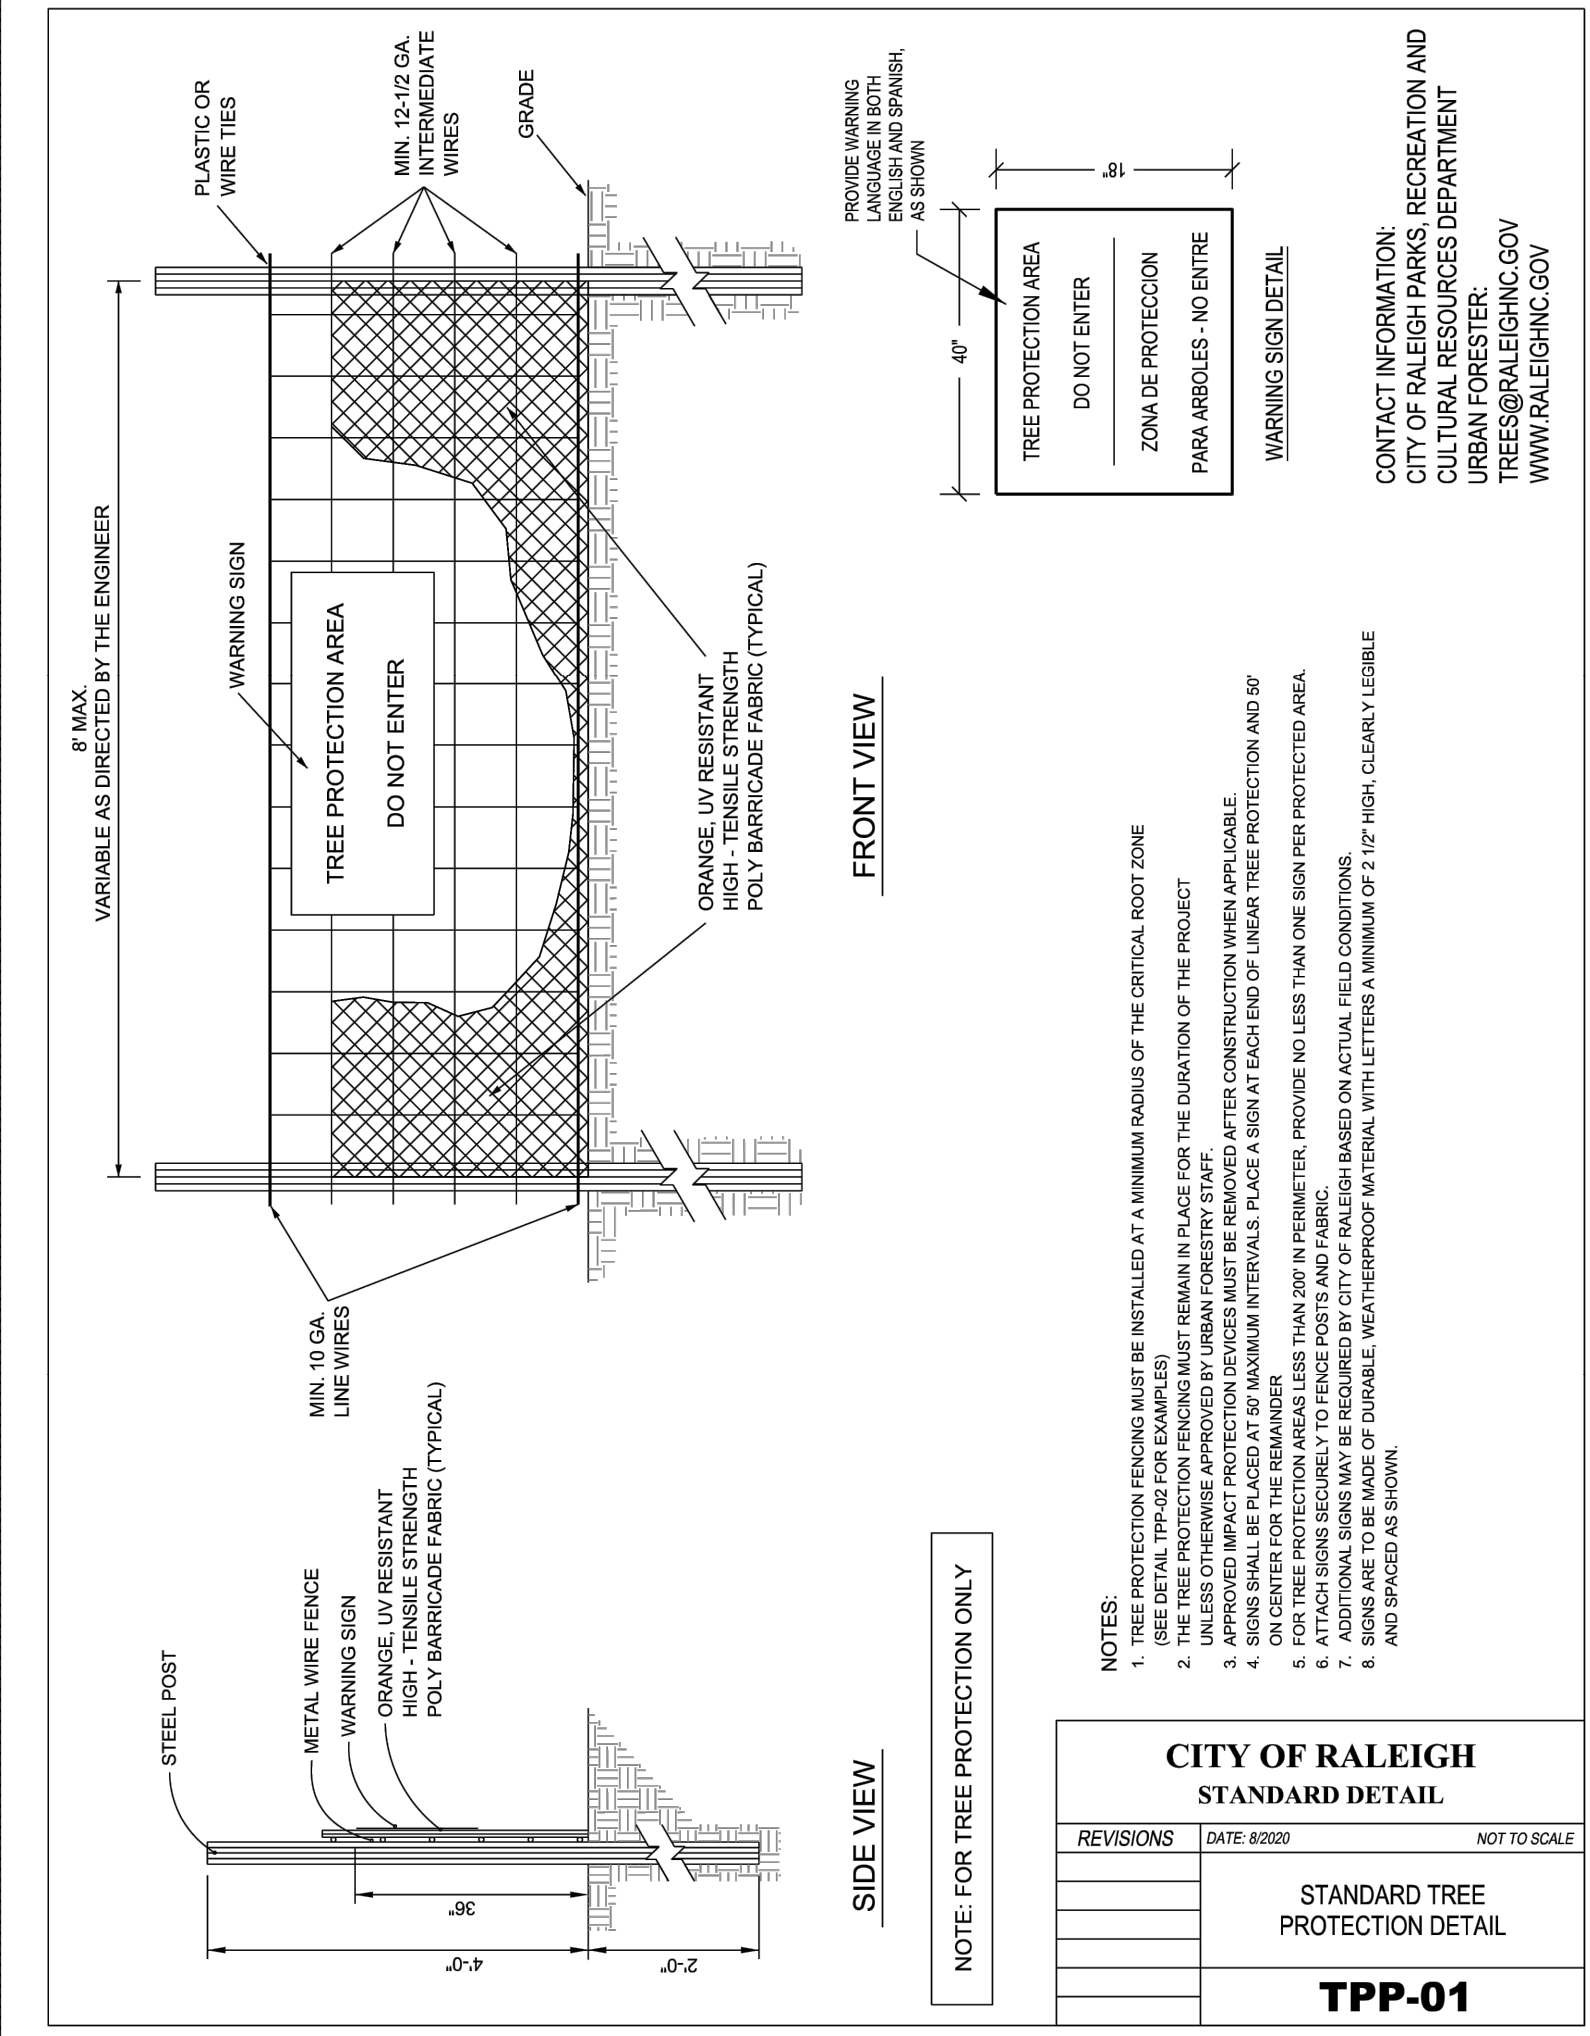 8' MAX.
VARIABLE AS DIRECTED BY THE ENGINEER
PLASTIC OR
WIRE TIES
MIN. 12-1/2 GA.
INTERMEDIATE
WIRES
GRADE
WARNING SIGN
TREE PROTECTION AREA
DO NOT ENTER
MIN. 10 GA.
LINE WIRES
ORANGE, UV RESISTANT
HIGH - TENSILE STRENGTH
POLY BARRICADE FABRIC (TYPICAL)
FRONT VIEW
STEEL POST
METAL WIRE FENCE
WARNING SIGN
ORANGE, UV RESISTANT
HIGH - TENSILE STRENGTH
POLY BARRICADE FABRIC (TYPICAL)
36"
4'-0"
2'-0"
SIDE VIEW
NOTE: FOR TREE PROTECTION ONLY
PROVIDE WARNING
LANGUAGE IN BOTH
ENGLISH AND SPANISH,
AS SHOWN
40"
18"
TREE PROTECTION AREA
DO NOT ENTER
ZONA DE PROTECCION
PARA ARBOLES - NO ENTRE
WARNING SIGN DETAIL
CONTACT INFORMATION:
CITY OF RALEIGH PARKS, RECREATION AND
CULTURAL RESOURCES DEPARTMENT
URBAN FORESTER:
TREES@RALEIGHNC.GOV
WWW.RALEIGHNC.GOV
NOTES:
1. TREE PROTECTION FENCING MUST BE INSTALLED AT A MINIMUM RADIUS OF THE CRITICAL ROOT ZONE
(SEE DETAIL TPP-02 FOR EXAMPLES)
2. THE TREE PROTECTION FENCING MUST REMAIN IN PLACE FOR THE DURATION OF THE PROJECT
UNLESS OTHERWISE APPROVED BY URBAN FORESTRY STAFF.
3. APPROVED IMPACT PROTECTION DEVICES MUST BE REMOVED AFTER CONSTRUCTION WHEN APPLICABLE.
4. SIGNS SHALL BE PLACED AT 50' MAXIMUM INTERVALS. PLACE A SIGN AT EACH END OF LINEAR TREE PROTECTION AND 50'
ON CENTER FOR THE REMAINDER
5. FOR TREE PROTECTION AREAS LESS THAN 200' IN PERIMETER, PROVIDE NO LESS THAN ONE SIGN PER PROTECTED AREA.
6. ATTACH SIGNS SECURELY TO FENCE POSTS AND FABRIC.
7. ADDITIONAL SIGNS MAY BE REQUIRED BY CITY OF RALEIGH BASED ON ACTUAL FIELD CONDITIONS.
8. SIGNS ARE TO BE MADE OF DURABLE, WEATHERPROOF MATERIAL WITH LETTERS A MINIMUM OF 2 1/2" HIGH, CLEARLY LEGIBLE
AND SPACED AS SHOWN.
CITY OF RALEIGH
STANDARD DETAIL
REVISIONS
DATE: 8/2020
NOT TO SCALE
STANDARD TREE
PROTECTION DETAIL
TPP-01